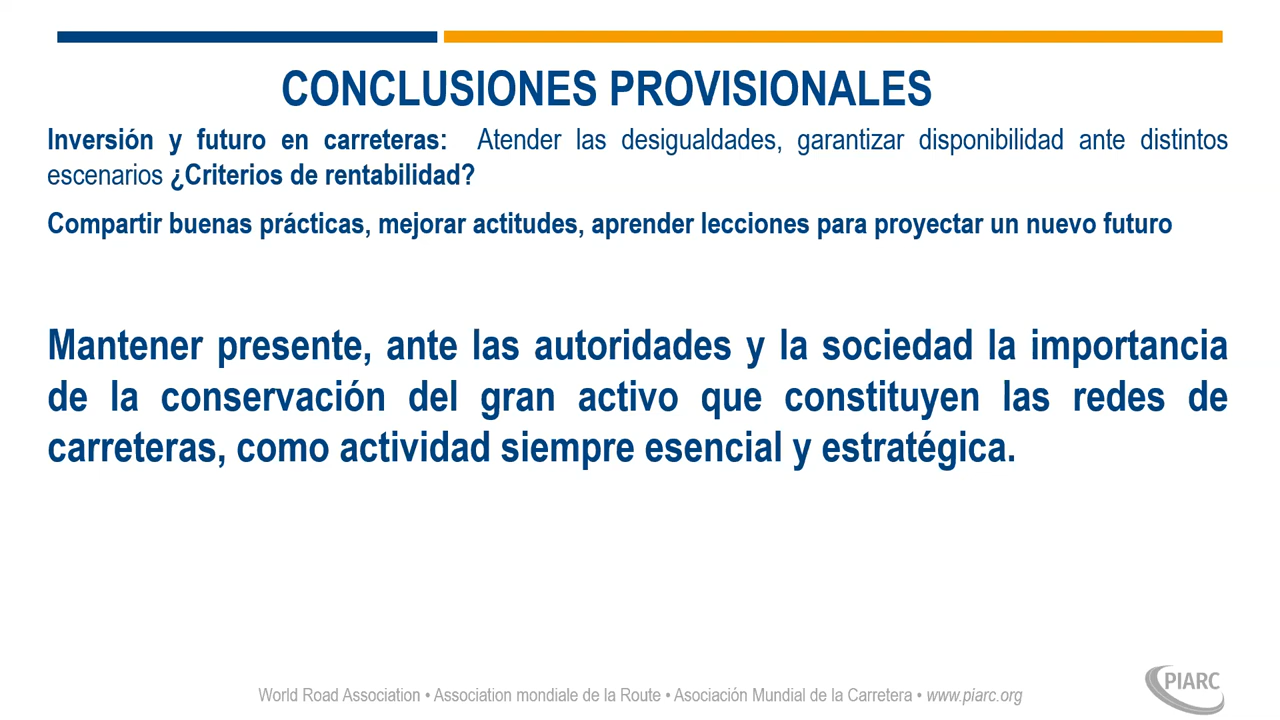 CONCLUSIONES PROVISIONALES
Inversión y futuro en carreteras: Atender las desigualdades, garantizar disponibilidad ante distintos
escenarios ¿Criterios de rentabilidad?
Compartir buenas prácticas, mejorar actitudes, aprender lecciones para proyectar un nuevo futuro
Mantener presente, ante las autoridades y la sociedad la importancia
de la conservación del gran activo que constituyen las redes de
carreteras, como actividad siempre esencial y estratégica.
World Road Association • Association mondiale de la Route • Asociación Mundial de la Carretera • www.piarc.org
PIARC